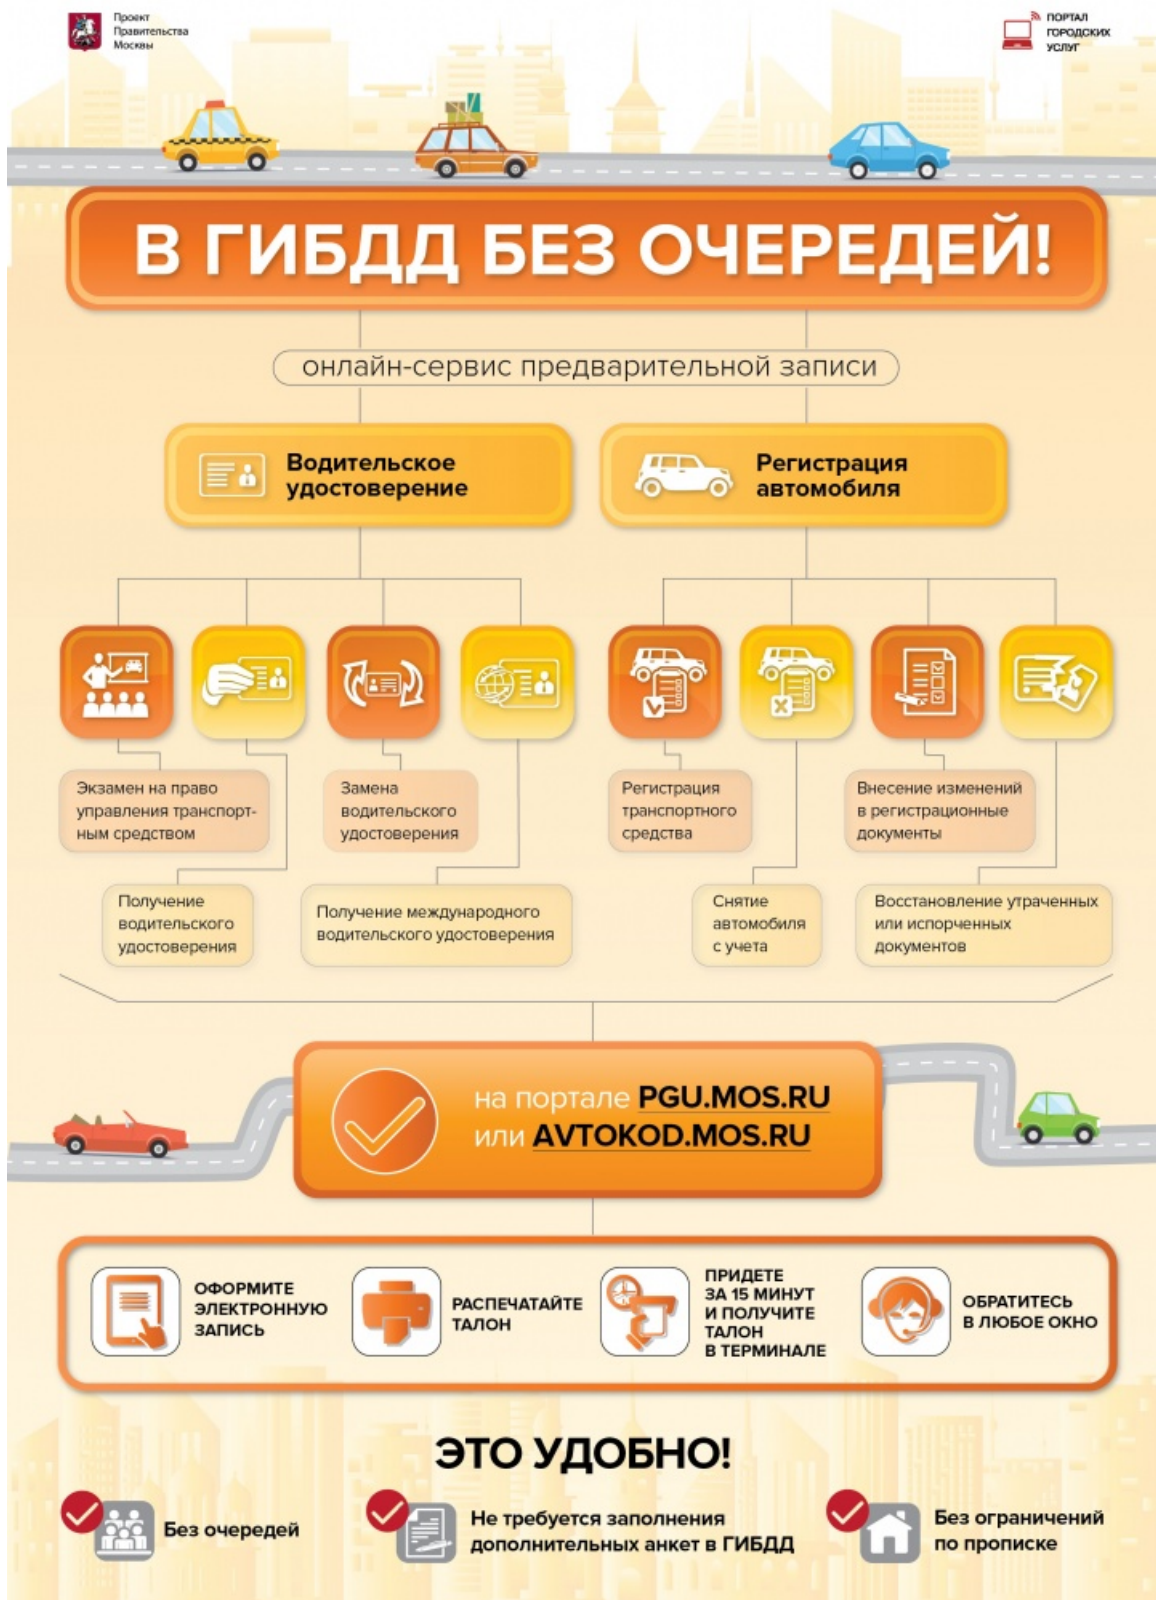 Проект
Правительства
Москвы
ПОРТАЛ
ГОРОДСКИХ
УСЛУГ
В ГИБДД БЕЗ ОЧЕРЕДЕЙ!
онлайн-сервис предварительной записи
Водительское
удостоверение
Регистрация
автомобиля
Экзамен на право
управления транспорт-
ным средством
Замена
водительского
удостоверения
Регистрация
транспортного
средства
Внесение изменений
в регистрационные
документы
Получение
водительского
удостоверения
Получение международного
водительского удостоверения
Снятие
автомобиля
с учета
Восстановление утраченных
или испорченных
документов
на портале PGU.MOS.RU
или AVTOKOD.MOS.RU
ОФОРМИТЕ
ЭЛЕКТРОННУЮ
ЗАПИСЬ
РАСПЕЧАТАЙТЕ
ТАЛОН
ПРИДЕТЕ
ЗА 15 МИНУТ
И ПОЛУЧИТЕ
ТАЛОН
В ТЕРМИНАЛЕ
ОБРАТИТЕСЬ
В ЛЮБОЕ ОКНО
ЭТО УДОБНО!
Без очередей
Не требуется заполнения
дополнительных анкет в ГИБДД
Без ограничений
по прописке